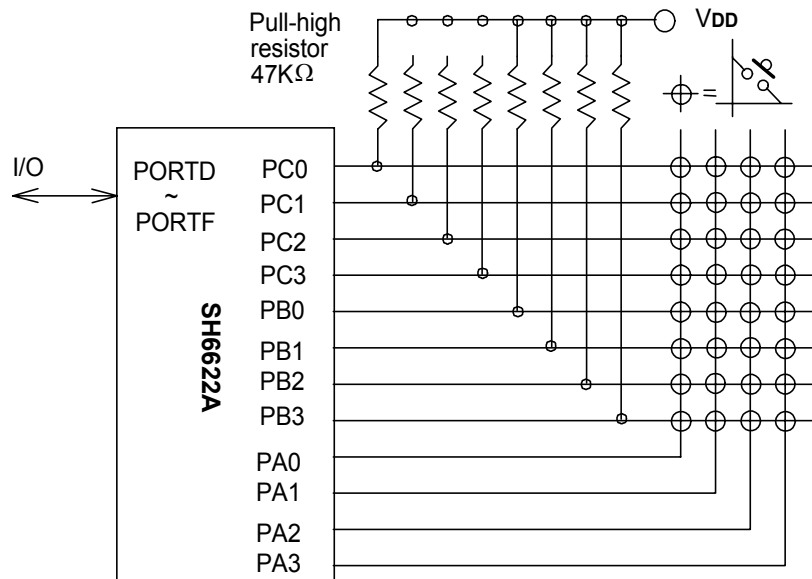 Pull-high
resistor
47KΩ
VDD
=
I/O
PORTD
~
PORTF
SH6622A
PC0
PC1
PC2
PC3
PB0
PB1
PB2
PB3
PA0
PA1
PA2
PA3